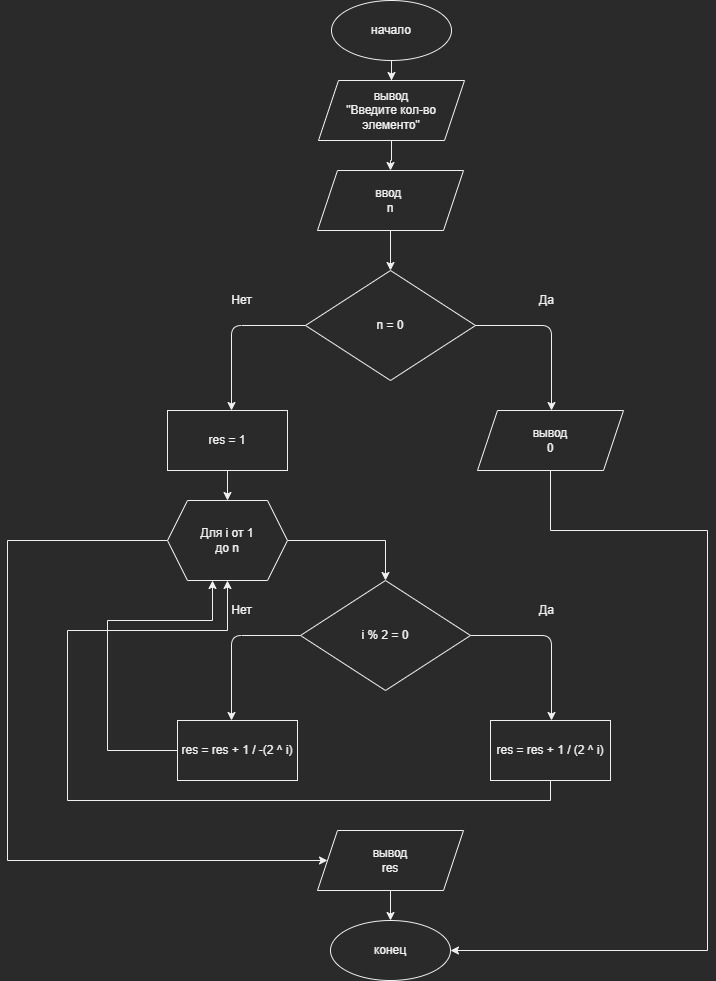 начало
вывод
"Введите кол-во
элементо"
ввод
n
Нет
Да
n = 0
res = 1
вывод
0
Для i от 1
до n
Нет
Да
i % 2 = 0
res = res + 1 / -(2 ^ i)
res = res + 1 / (2 ^ i)
вывод
res
конец